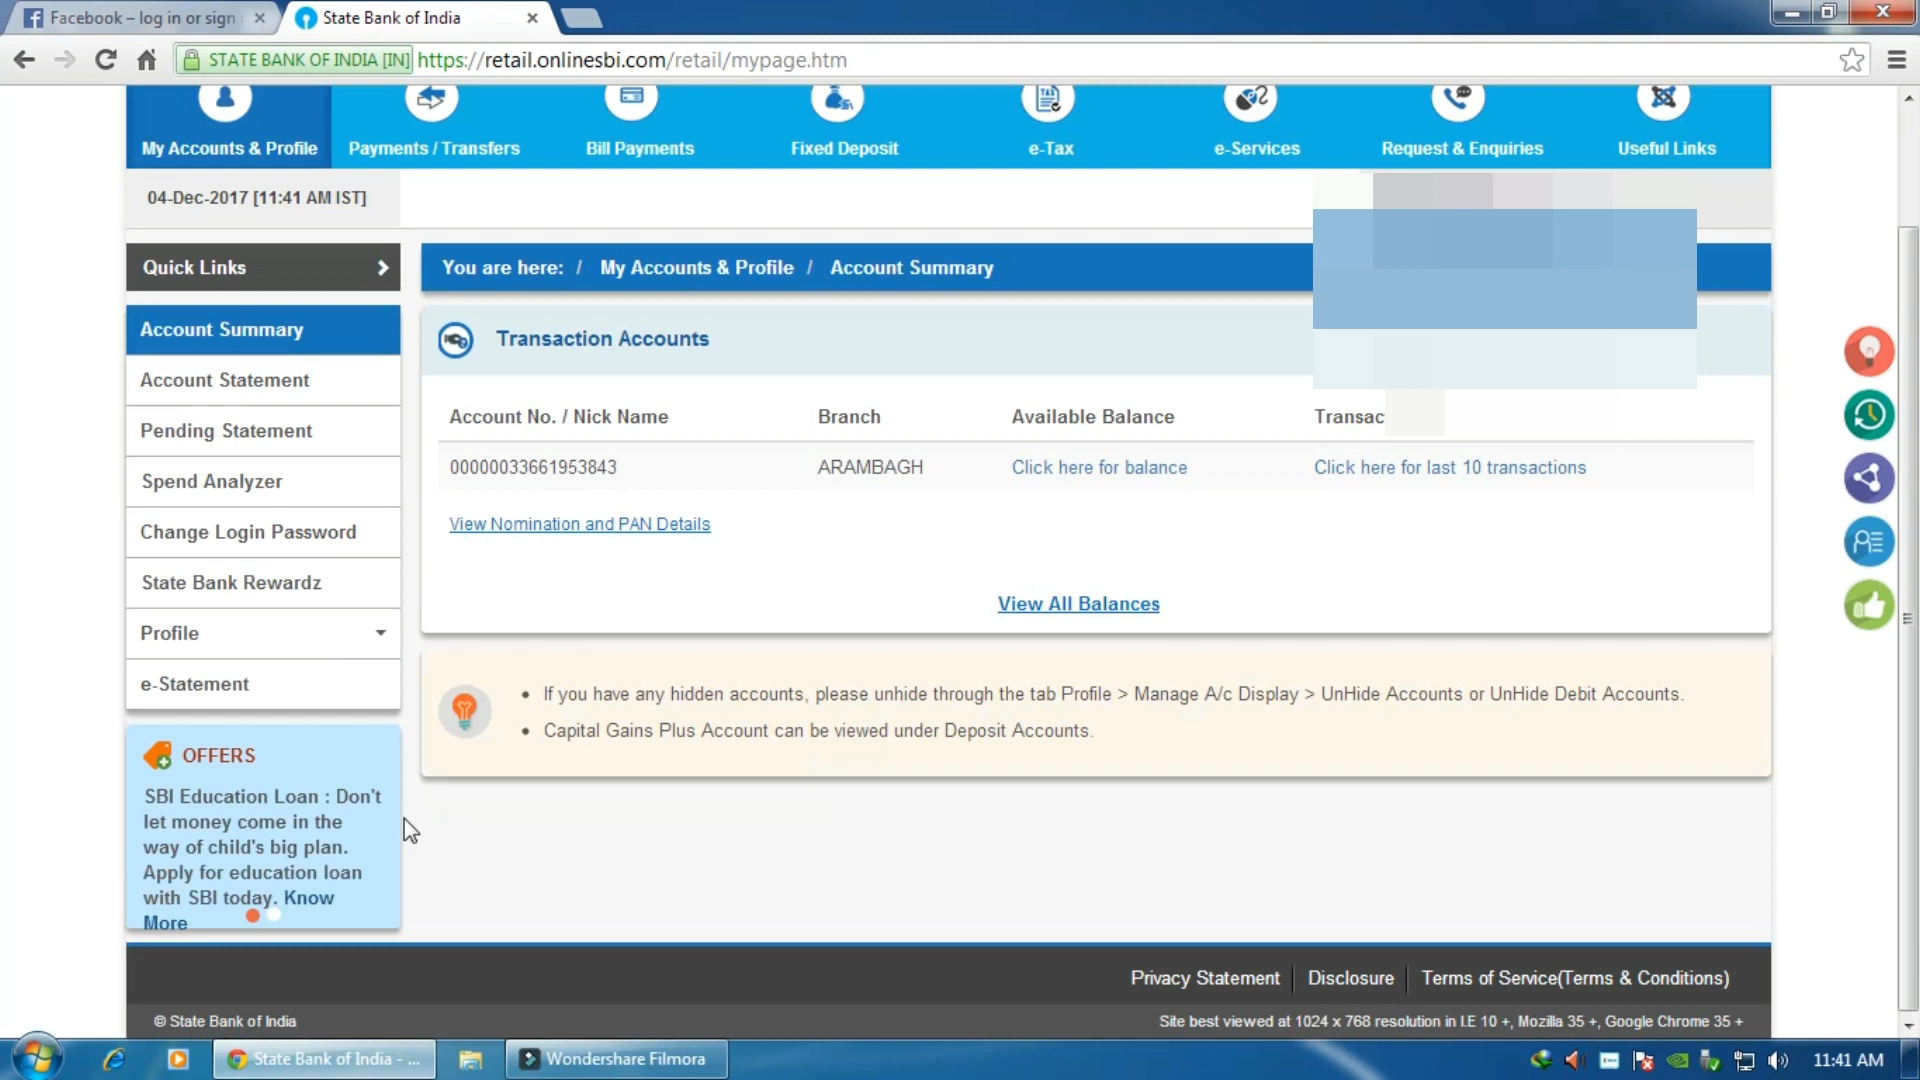 Facebook – log in or sign
State Bank of India
STATE BANK OF INDIA [IN] https://retail.onlinesbi.com/retail/mypage.htm
My Accounts & Profile
Payments / Transfers
Bill Payments
Fixed Deposit
e-Tax
e-Services
Request & Enquiries
Useful Links
04-Dec-2017 [11:41 AM IST]
Quick Links
You are here: / My Accounts & Profile / Account Summary
Account Summary
Account Statement
Pending Statement
Spend Analyzer
Change Login Password
State Bank Rewardz
Profile
e-Statement
Transaction Accounts
Account No. / Nick Name Branch Available Balance Transac
00000033661953843 ARAMBAGH Click here for balance Click here for last 10 transactions
View Nomination and PAN Details
View All Balances
• If you have any hidden accounts, please unhide through the tab Profile > Manage A/c Display > UnHide Accounts or UnHide Debit Accounts.
• Capital Gains Plus Account can be viewed under Deposit Accounts.
OFFERS
SBI Education Loan : Don't
let money come in the
way of child's big plan.
Apply for education loan
with SBI today. Know
More
Privacy Statement Disclosure Terms of Service(Terms & Conditions)
© State Bank of India
Site best viewed at 1024 x 768 resolution in I.E 10 +, Mozilla 35 +, Google Chrome 35 +
State Bank of India - ...
Wondershare Filmora
11:41 AM